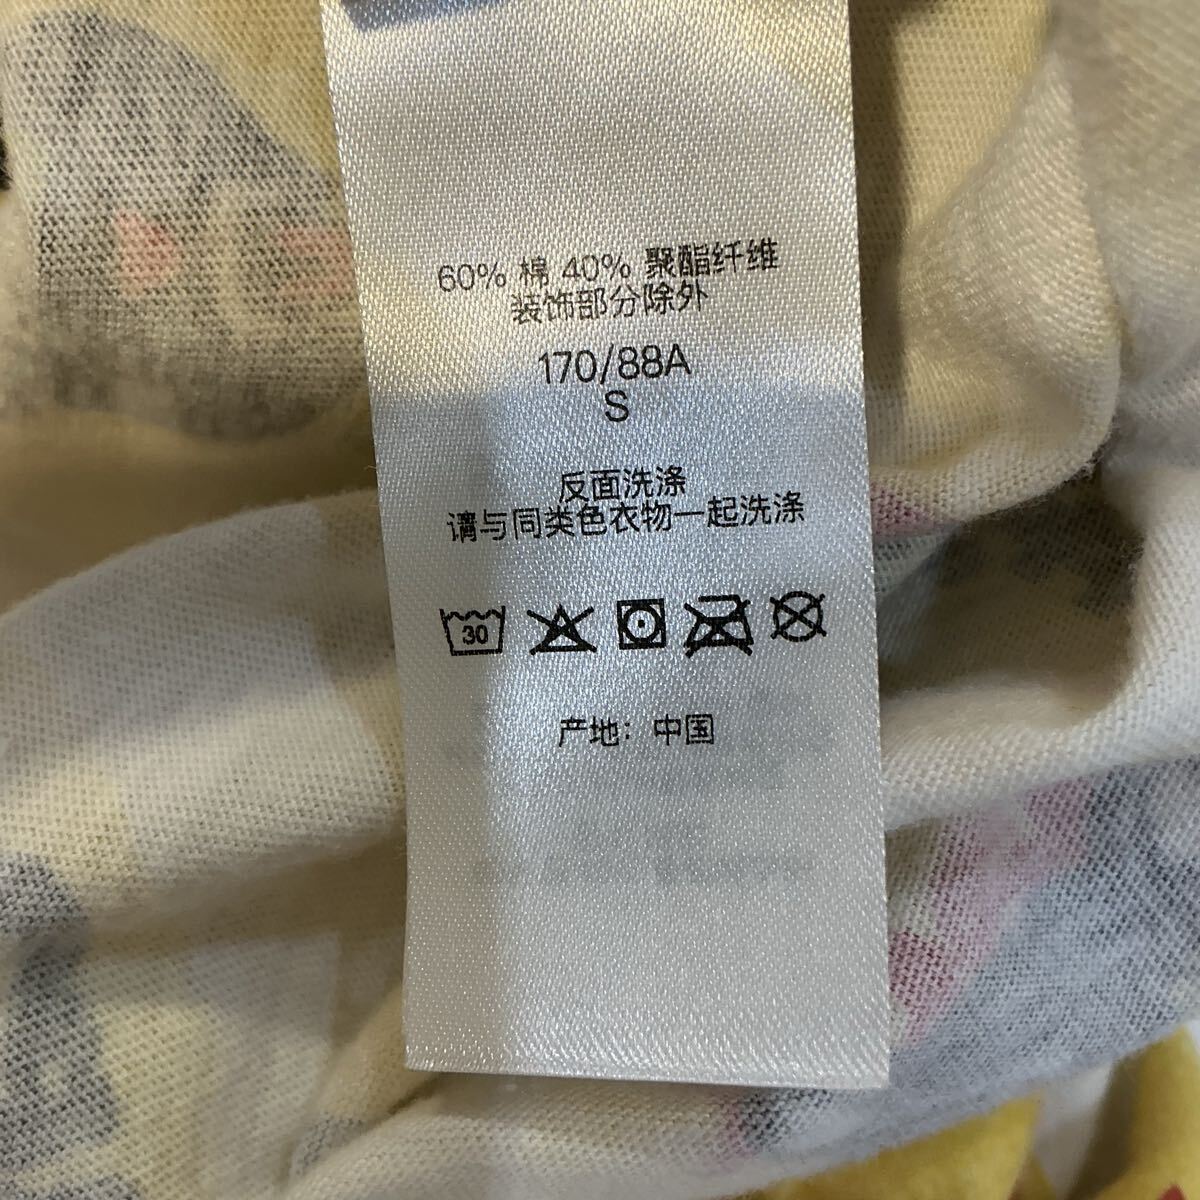 60% 棉 40% 聚酯纤维
装饰部分除外
170/88A
S
反面洗涤
请与同类色衣物一起洗涤
30
产地: 中国